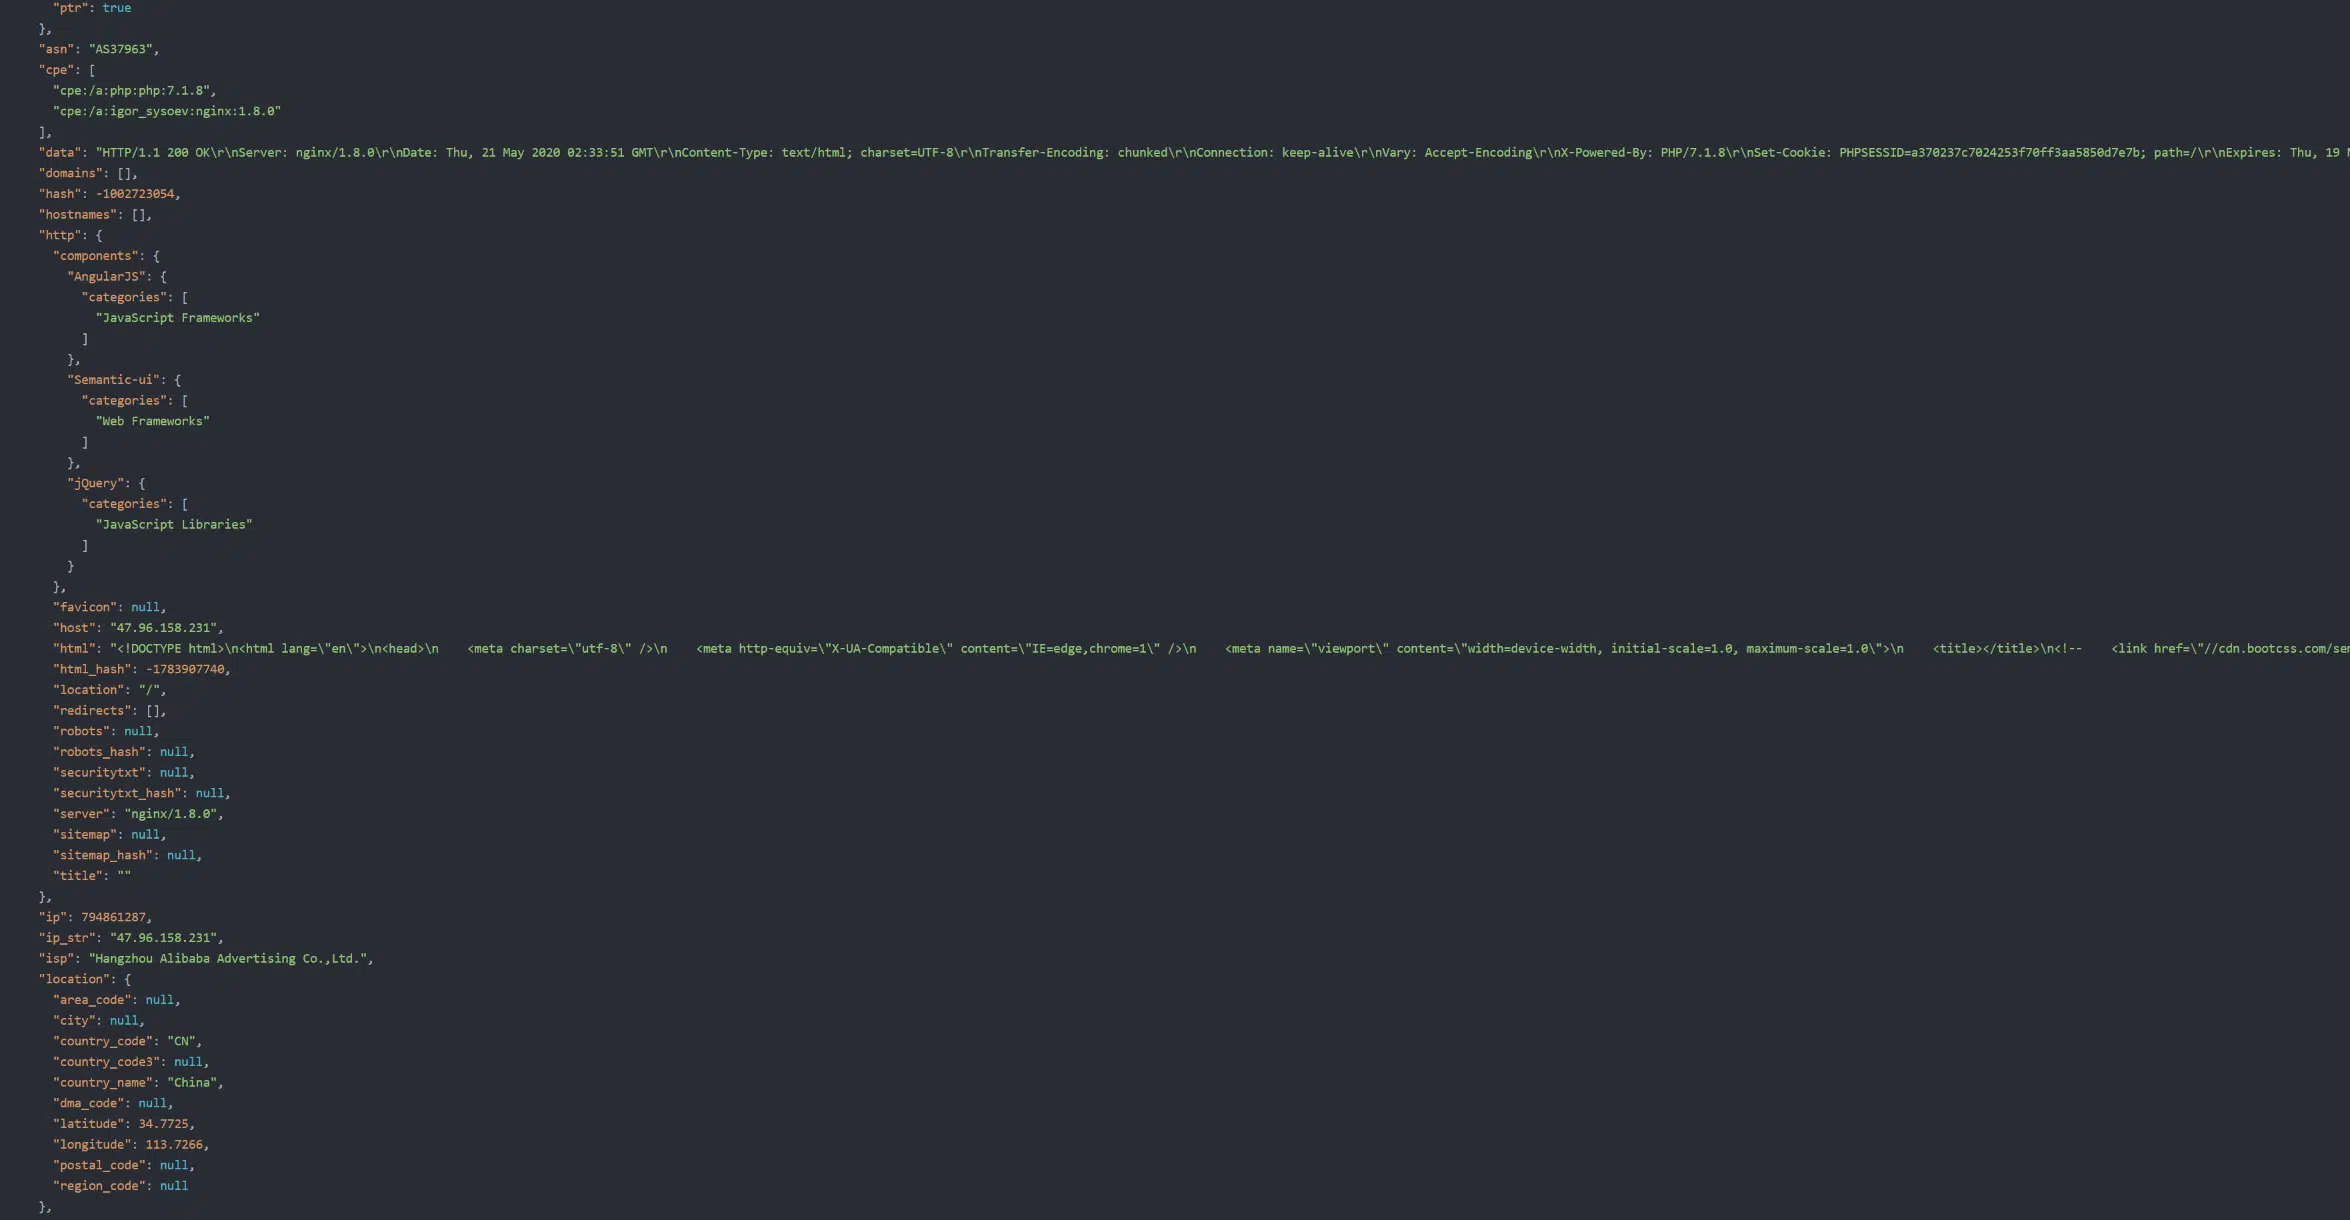 "ptr": true
},
"asn": "AS37963",
"cpe": [
"cpe:/a:php:php:7.1.8",
"cpe:/a:igor_sysoev:nginx:1.8.0"
],
"data": "HTTP/1.1 200 OK\r\nServer: nginx/1.8.0\r\nDate: Thu, 21 May 2020 02:33:51 GMT\r\nContent-Type: text/html; charset=UTF-8\r\nTransfer-Encoding: chunked\r\nConnection: keep-alive\r\nVary: Accept-Encoding\r\nX-Powered-By: PHP/7.1.8\r\nSet-Cookie: PHPSESSID=a370237c7024253f70ff3aa5850d7e7b; path=/\r\nExpires: Thu, 19
"domains": [],
"hash": -1002723054,
"hostnames": [],
"http": {
"components": {
"AngularJS": {
"categories": [
"JavaScript Frameworks"
]
},
"Semantic-ui": {
"categories": [
"Web Frameworks"
]
},
"jQuery": {
"categories": [
"JavaScript Libraries"
]
}
},
"favicon": null,
"host": "47.96.158.231",
"html": "<!DOCTYPE html>\n<html lang=\"en\">\n<head>\n    <meta charset=\"utf-8\" />\n    <meta http-equiv=\"X-UA-Compatible\" content=\"IE=edge,chrome=1\" />\n    <meta name=\"viewport\" content=\"width=device-width, initial-scale=1.0, maximum-scale=1.0\">\n    <title></title>\n<!--    <link href=\"//cdn.bootcss.com/se
"html_hash": -1783907740,
"location": "/",
"redirects": [],
"robots": null,
"robots_hash": null,
"securitytxt": null,
"securitytxt_hash": null,
"server": "nginx/1.8.0",
"sitemap": null,
"sitemap_hash": null,
"title": ""
},
"ip": 794861287,
"ip_str": "47.96.158.231",
"isp": "Hangzhou Alibaba Advertising Co.,Ltd.",
"location": {
"area_code": null,
"city": null,
"country_code": "CN",
"country_code3": null,
"country_name": "China",
"dma_code": null,
"latitude": 34.7725,
"longitude": 113.7266,
"postal_code": null,
"region_code": null
},